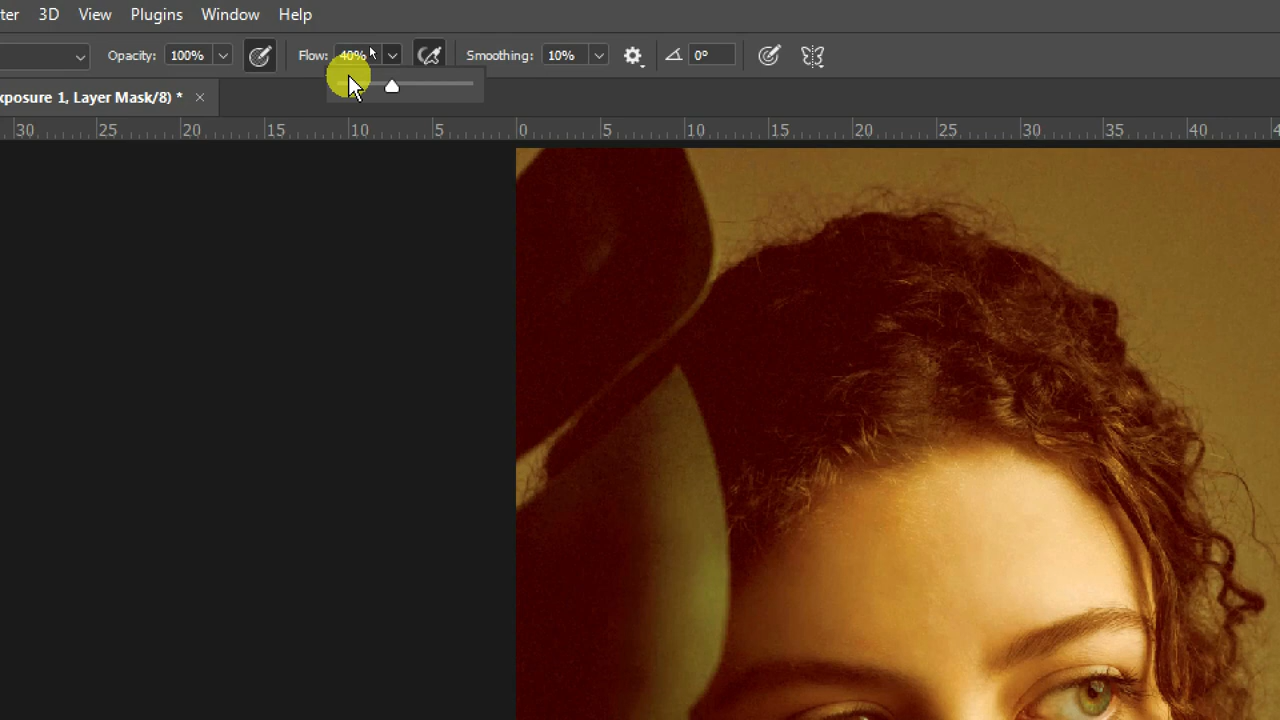 ter 3D View Plugins Window Help
Opacity: 100% Flow: 40% Smoothing: 10% 0°
xposure 1, Layer Mask/8) * ×
30 25 20 15 10 5 0 5 10 15 20 25 30 35 40 4